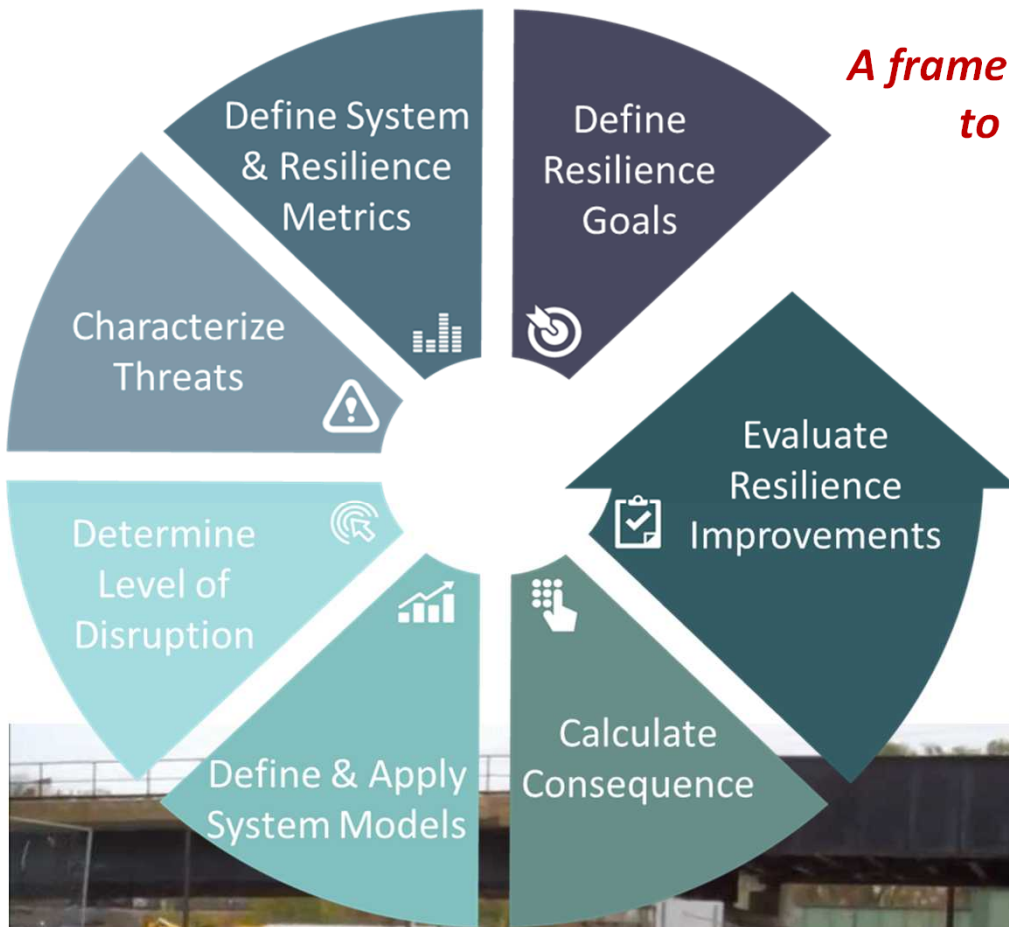 A frame
to
Define
Resilience
Goals
Define System
& Resilience
Metrics
Characterize
Threats
Determine
Level of
Disruption
Define & Apply
System Models
Calculate
Consequence
Evaluate
Resilience
Improvements